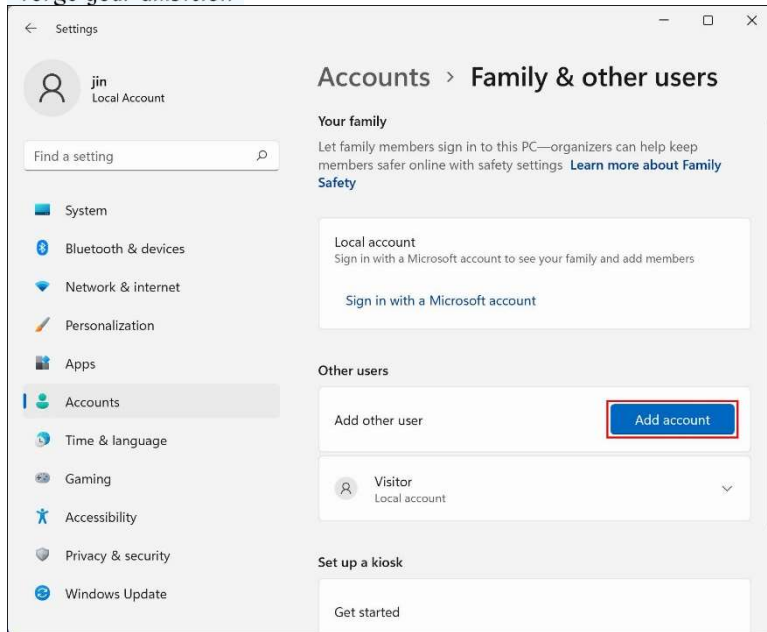 Settings
jin
Local Account
Find a setting
System
Bluetooth & devices
Network & internet
Personalization
Apps
Accounts
Time & language
Gaming
Accessibility
Privacy & security
Windows Update
Accounts > Family & other users
Your family
Let family members sign in to this PC—organizers can help keep
members safer online with safety settings Learn more about Family
Safety
Local account
Sign in with a Microsoft account to see your family and add members
Sign in with a Microsoft account
Other users
Add other user
Add account
Visitor
Local account
Set up a kiosk
Get started